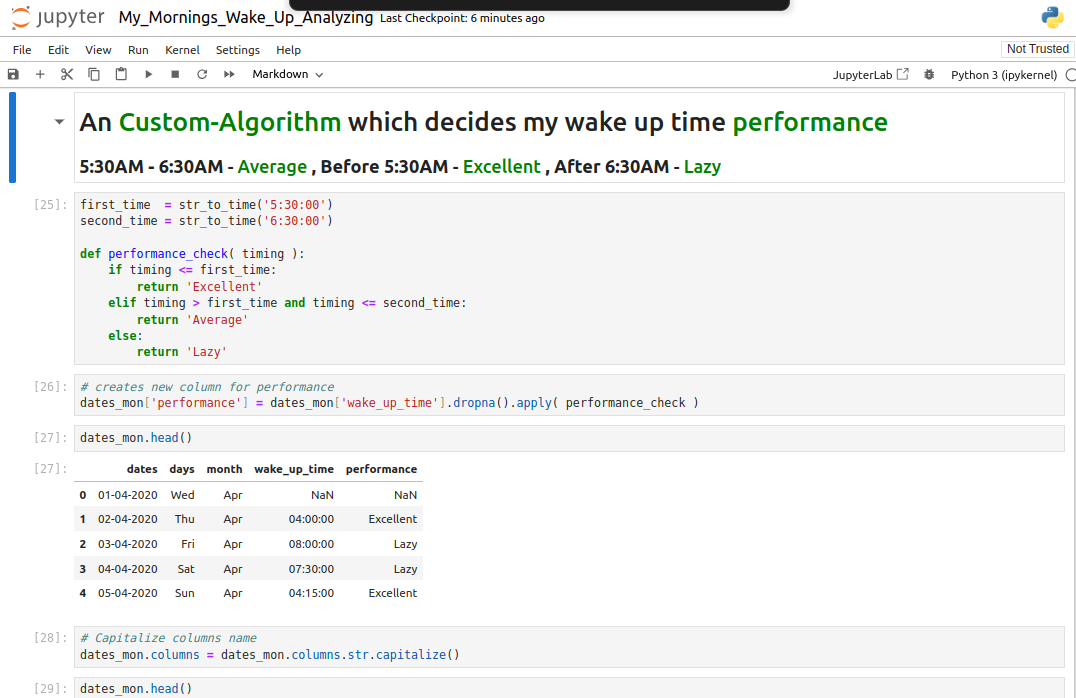 jupyter My_Mornings_Wake_Up_Analyzing Last Checkpoint: 6 minutes ago
File Edit View Run Kernel Settings Help Not Trusted
Markdown JupyterLab Python 3 (ipykernel)
An Custom-Algorithm which decides my wake up time performance
5:30AM - 6:30AM - Average , Before 5:30AM - Excellent , After 6:30AM - Lazy
[25]: first_time  = str_to_time('5:30:00')
second_time = str_to_time('6:30:00')
def performance_check( timing ):
    if timing <= first_time:
        return 'Excellent'
    elif timing > first_time and timing <= second_time:
        return 'Average'
    else:
        return 'Lazy'
[26]: # creates new column for performance
dates_mon['performance'] = dates_mon['wake_up_time'].dropna().apply( performance_check )
[27]: dates_mon.head()
[27]: dates days month wake_up_time performance
0 01-04-2020 Wed Apr NaN NaN
1 02-04-2020 Thu Apr 04:00:00 Excellent
2 03-04-2020 Fri Apr 08:00:00 Lazy
3 04-04-2020 Sat Apr 07:30:00 Lazy
4 05-04-2020 Sun Apr 04:15:00 Excellent
[28]: # Capitalize columns name
dates_mon.columns = dates_mon.columns.str.capitalize()
[29]: dates_mon.head()